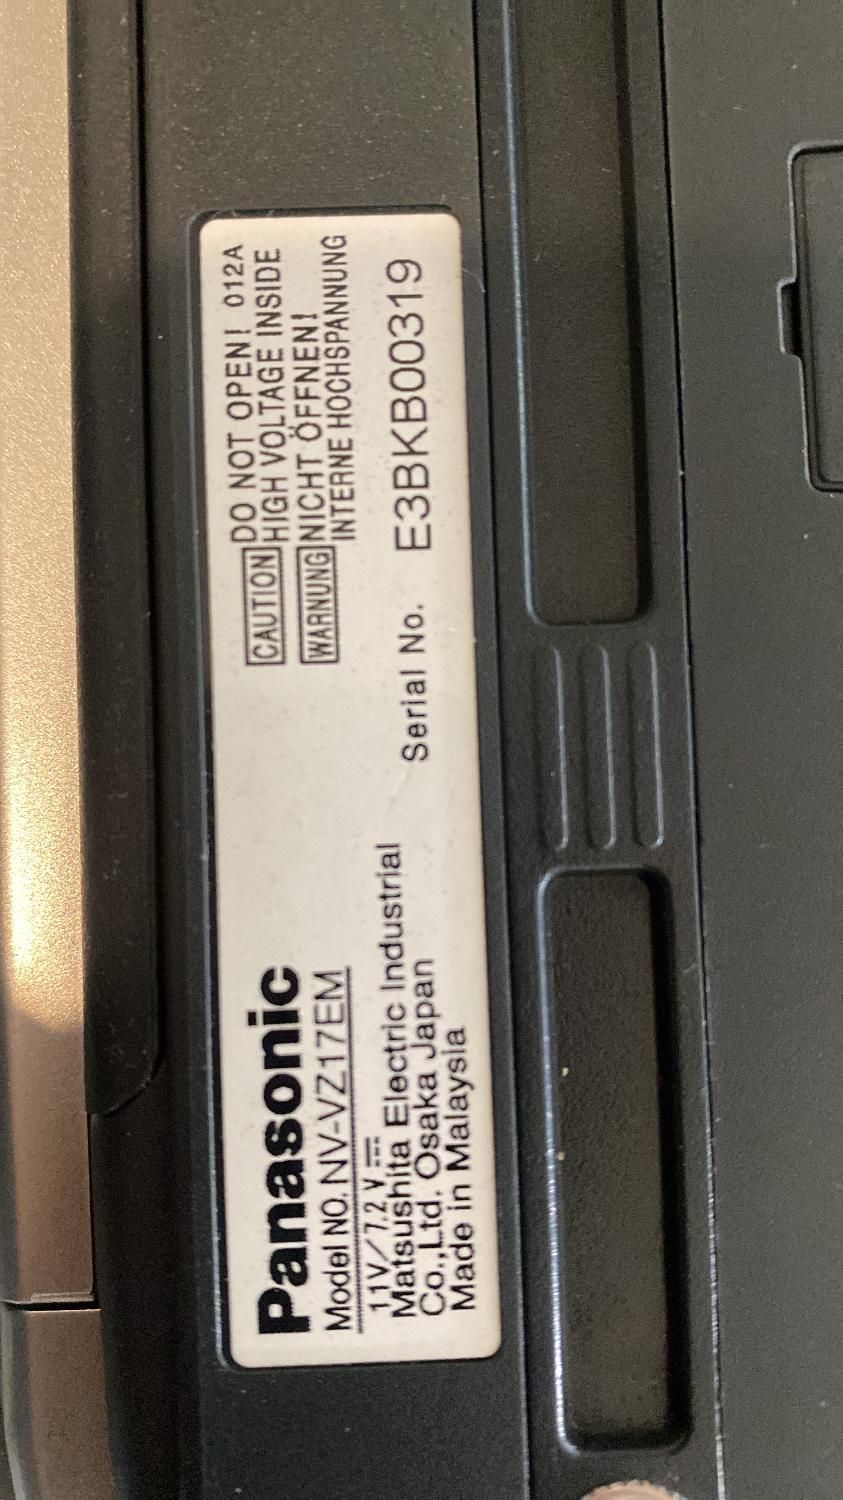 Panasonic
Model NO. NV-VZ17EM
11V/7.2 V
Matsushita Electric Industrial
Co.,Ltd. Osaka Japan
Made in Malaysia
CAUTION DO NOT OPEN! 012A
HIGH VOLTAGE INSIDE
WARNUNG NICHT ÖFFNEN!
INTERNE HOCHSPANNUNG
Serial No. E3BKB00319